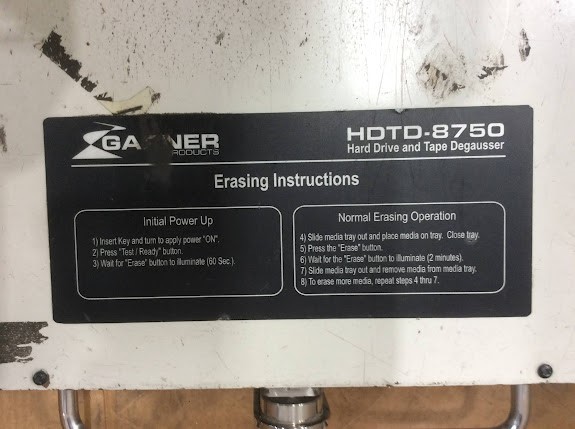 GARNER
PRODUCTS
HDTD-8750
Hard Drive and Tape Degausser
Erasing Instructions
Initial Power Up
1) Insert Key and turn to apply power "ON".
2) Press "Test / Ready" button.
3) Wait for "Erase" button to illuminate (60 Sec.).
Normal Erasing Operation
4) Slide media tray out and place media on tray. Close tray.
5) Press the "Erase" button.
6) Wait for the "Erase" button to illuminate (2 minutes).
7) Slide media tray out and remove media from media tray.
8) To erase more media, repeat steps 4 thru 7.